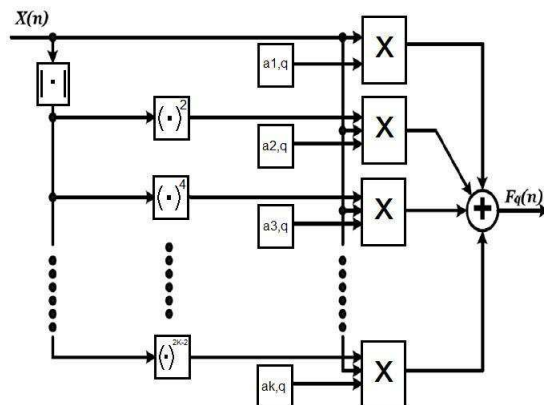 X(n)
|·|
a1,q
X
(·)2
a2,q
X
(·)4
a3,q
X
+
Fq(n)
(·)2K-2
ak,q
X